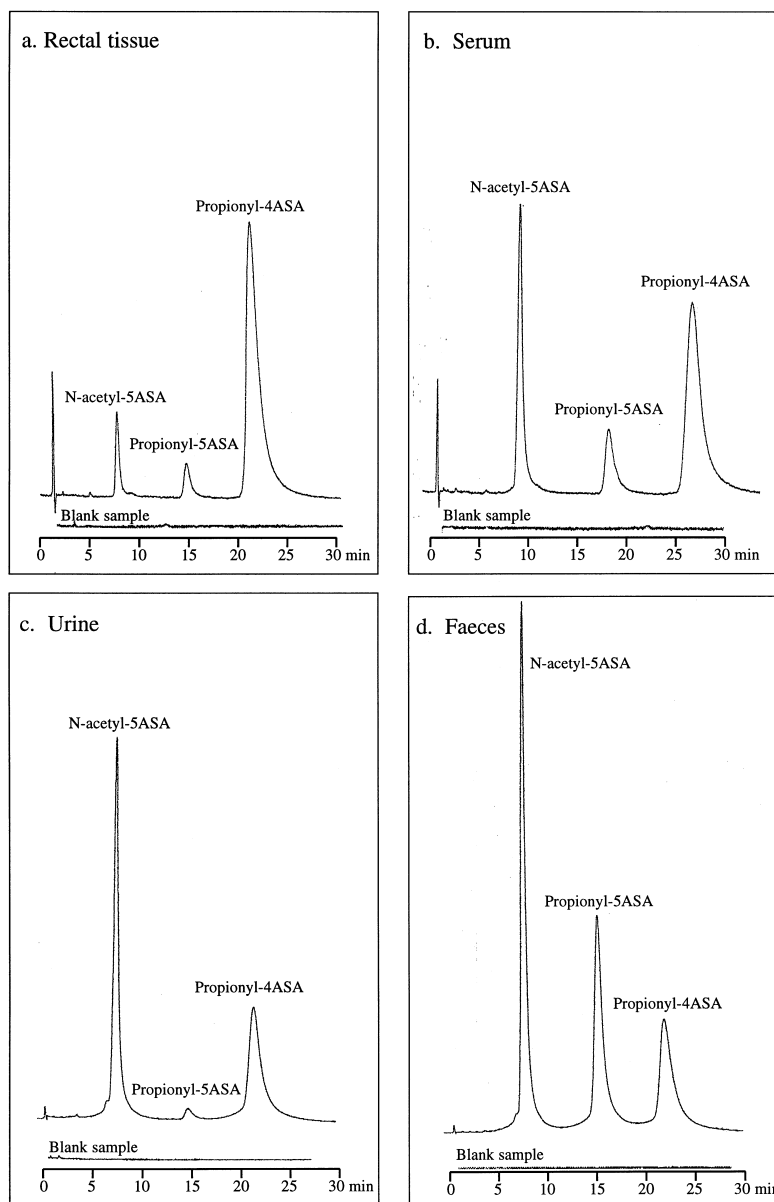 a. Rectal tissue
Propionyl-4ASA
N-acetyl-5ASA
Propionyl-5ASA
Blank sample
0 5 10 15 20 25 30 min
b. Serum
N-acetyl-5ASA
Propionyl-4ASA
Propionyl-5ASA
Blank sample
0 5 10 15 20 30 min
c. Urine
N-acetyl-5ASA
Propionyl-4ASA
Propionyl-5ASA
Blank sample
0 5 10 15 20 25 30 min
d. Faeces
N-acetyl-5ASA
Propionyl-5ASA
Propionyl-4ASA
Blank sample
0 5 10 15 20 25 30 min